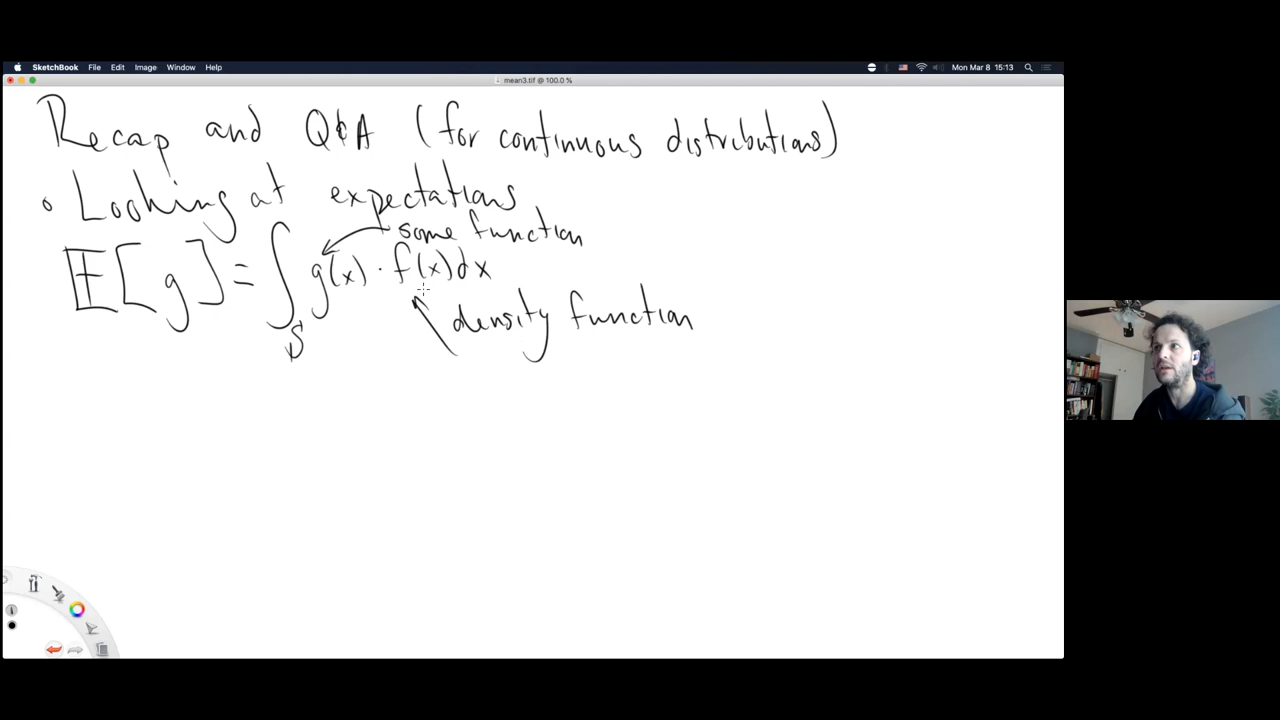 SketchBook File Edit Image Window Help Mon Mar 8 15:13
mean3.tif @ 100.0 %
Recap and Q&A (for continuous distributions)
• Looking at expectations
some function
𝔼[g] = ∫_S g(x) · f(x)dx
density function